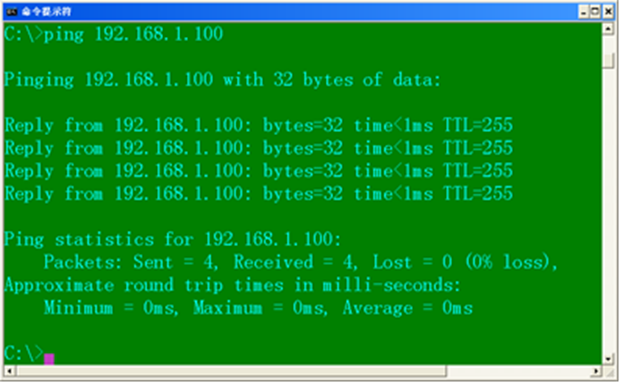 命令提示符
C:\>ping 192.168.1.100
Pinging 192.168.1.100 with 32 bytes of data:
Reply from 192.168.1.100: bytes=32 time<1ms TTL=255
Reply from 192.168.1.100: bytes=32 time<1ms TTL=255
Reply from 192.168.1.100: bytes=32 time<1ms TTL=255
Reply from 192.168.1.100: bytes=32 time<1ms TTL=255
Ping statistics for 192.168.1.100:
Packets: Sent = 4, Received = 4, Lost = 0 (0% loss),
Approximate round trip times in milli-seconds:
Minimum = 0ms, Maximum = 0ms, Average = 0ms
C:\>